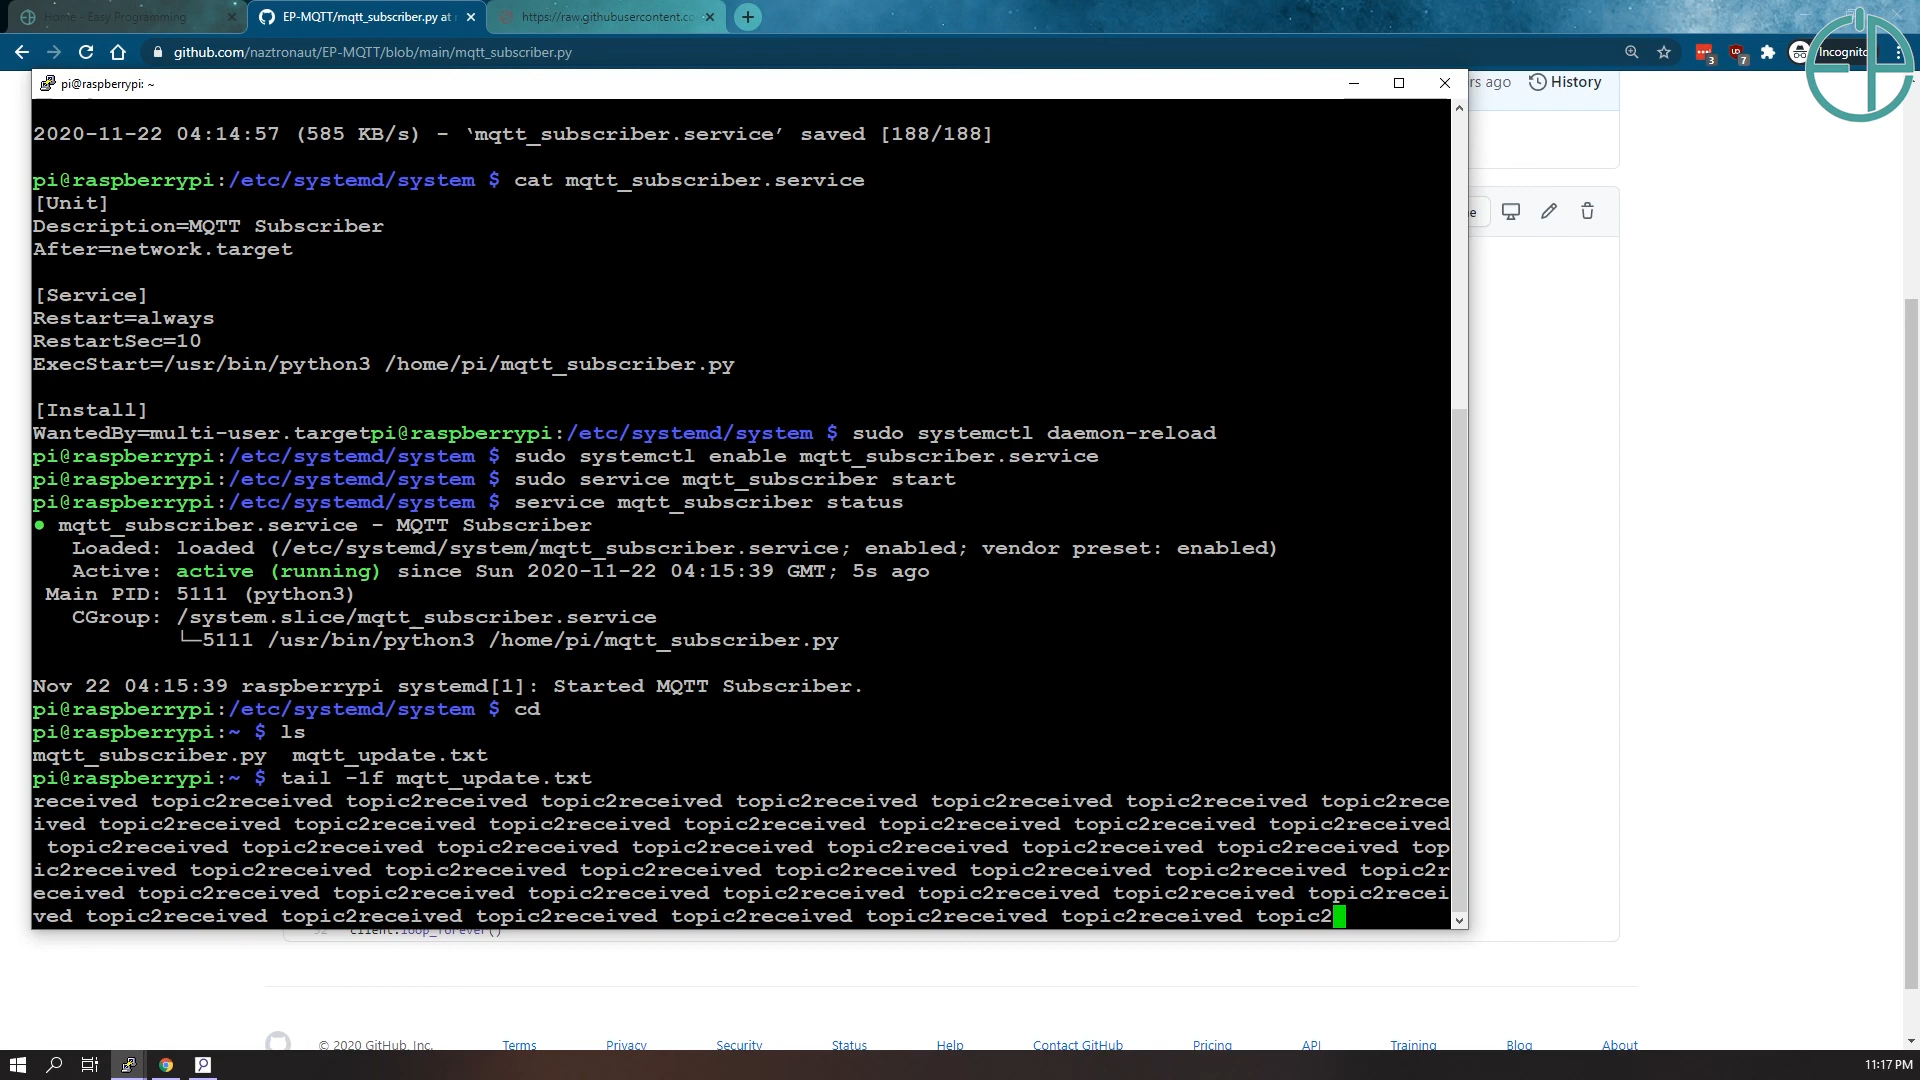 Home - Easy Programming
EP-MQTT/mqtt_subscriber.py at
https://raw.githubusercontent.co
github.com/naztronaut/EP-MQTT/blob/main/mqtt_subscriber.py
3
7
Incognito
EP
pi@raspberrypi: ~
rs ago
History
2020-11-22 04:14:57 (585 KB/s) - ‘mqtt_subscriber.service’ saved [188/188]
pi@raspberrypi:/etc/systemd/system $ cat mqtt_subscriber.service
[Unit]
Description=MQTT Subscriber
After=network.target
[Service]
Restart=always
RestartSec=10
ExecStart=/usr/bin/python3 /home/pi/mqtt_subscriber.py
[Install]
WantedBy=multi-user.targetpi@raspberrypi:/etc/systemd/system $ sudo systemctl daemon-reload
pi@raspberrypi:/etc/systemd/system $ sudo systemctl enable mqtt_subscriber.service
pi@raspberrypi:/etc/systemd/system $ sudo service mqtt_subscriber start
pi@raspberrypi:/etc/systemd/system $ service mqtt_subscriber status
● mqtt_subscriber.service - MQTT Subscriber
Loaded: loaded (/etc/systemd/system/mqtt_subscriber.service; enabled; vendor preset: enabled)
Active: active (running) since Sun 2020-11-22 04:15:39 GMT; 5s ago
Main PID: 5111 (python3)
CGroup: /system.slice/mqtt_subscriber.service
└─5111 /usr/bin/python3 /home/pi/mqtt_subscriber.py
Nov 22 04:15:39 raspberrypi systemd[1]: Started MQTT Subscriber.
pi@raspberrypi:/etc/systemd/system $ cd
pi@raspberrypi:~ $ ls
mqtt_subscriber.py  mqtt_update.txt
pi@raspberrypi:~ $ tail -1f mqtt_update.txt
received topic2received topic2received topic2received topic2received topic2received topic2received topic2rece
ived topic2received topic2received topic2received topic2received topic2received topic2received topic2received
topic2received topic2received topic2received topic2received topic2received topic2received topic2received top
ic2received topic2received topic2received topic2received topic2received topic2received topic2received topic2r
eceived topic2received topic2received topic2received topic2received topic2received topic2received topic2recei
ved topic2received topic2received topic2received topic2received topic2received topic2received topic2
32 client.loop_forever()
© 2020 GitHub, Inc.
Terms
Privacy
Security
Status
Help
Contact GitHub
Pricing
API
Training
Blog
About
11:17 PM